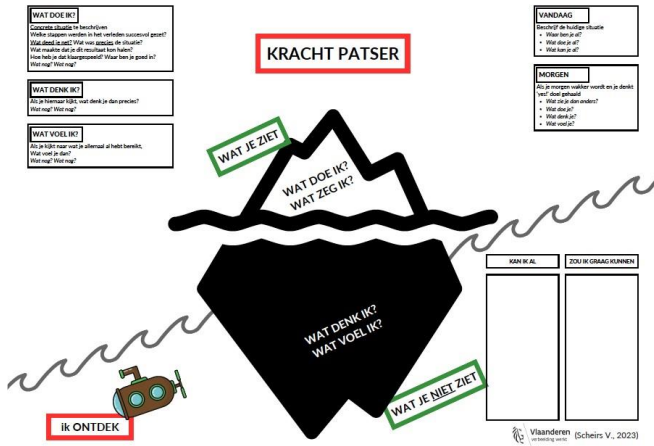 WAT DOE IK?
Concrete situatie te beschrijven
Welke stappen werden in het verleden succesvol gezet?
Wat deed je net? Wat was precies de situatie?
Wat maakte dat je dit resultaat kon halen?
Hoe heb je dat klaargespeeld? Waar ben je goed in?
Wat nog? Wat nog?
WAT DENK IK?
Als je hiernaar kijkt, wat denk je dan precies?
Wat nog? Wat nog?
WAT VOEL IK?
Als je kijkt naar wat je allemaal al hebt bereikt,
Wat voel je dan?
Wat nog? Wat nog?
KRACHT PATSER
VANDAAG
Beschrijf de huidige situatie
• Waar ben je al?
• Wat doe je al?
• Wat kan je al?
MORGEN
Als je morgen wakker wordt en je denkt
'yes!' doel gehaald
• Wat zie je dan anders?
• Wat doe je?
• Wat denk je?
• Wat voel je?
WAT JE ZIET
WAT DOE IK?
WAT ZEG IK?
WAT DENK IK?
WAT VOEL IK?
WAT JE NIET ZIET
KAN IK AL
ZOU IK GRAAG KUNNEN
ik ONTDEK
Vlaanderen
verbeelding werkt
(Scheirs V., 2023)